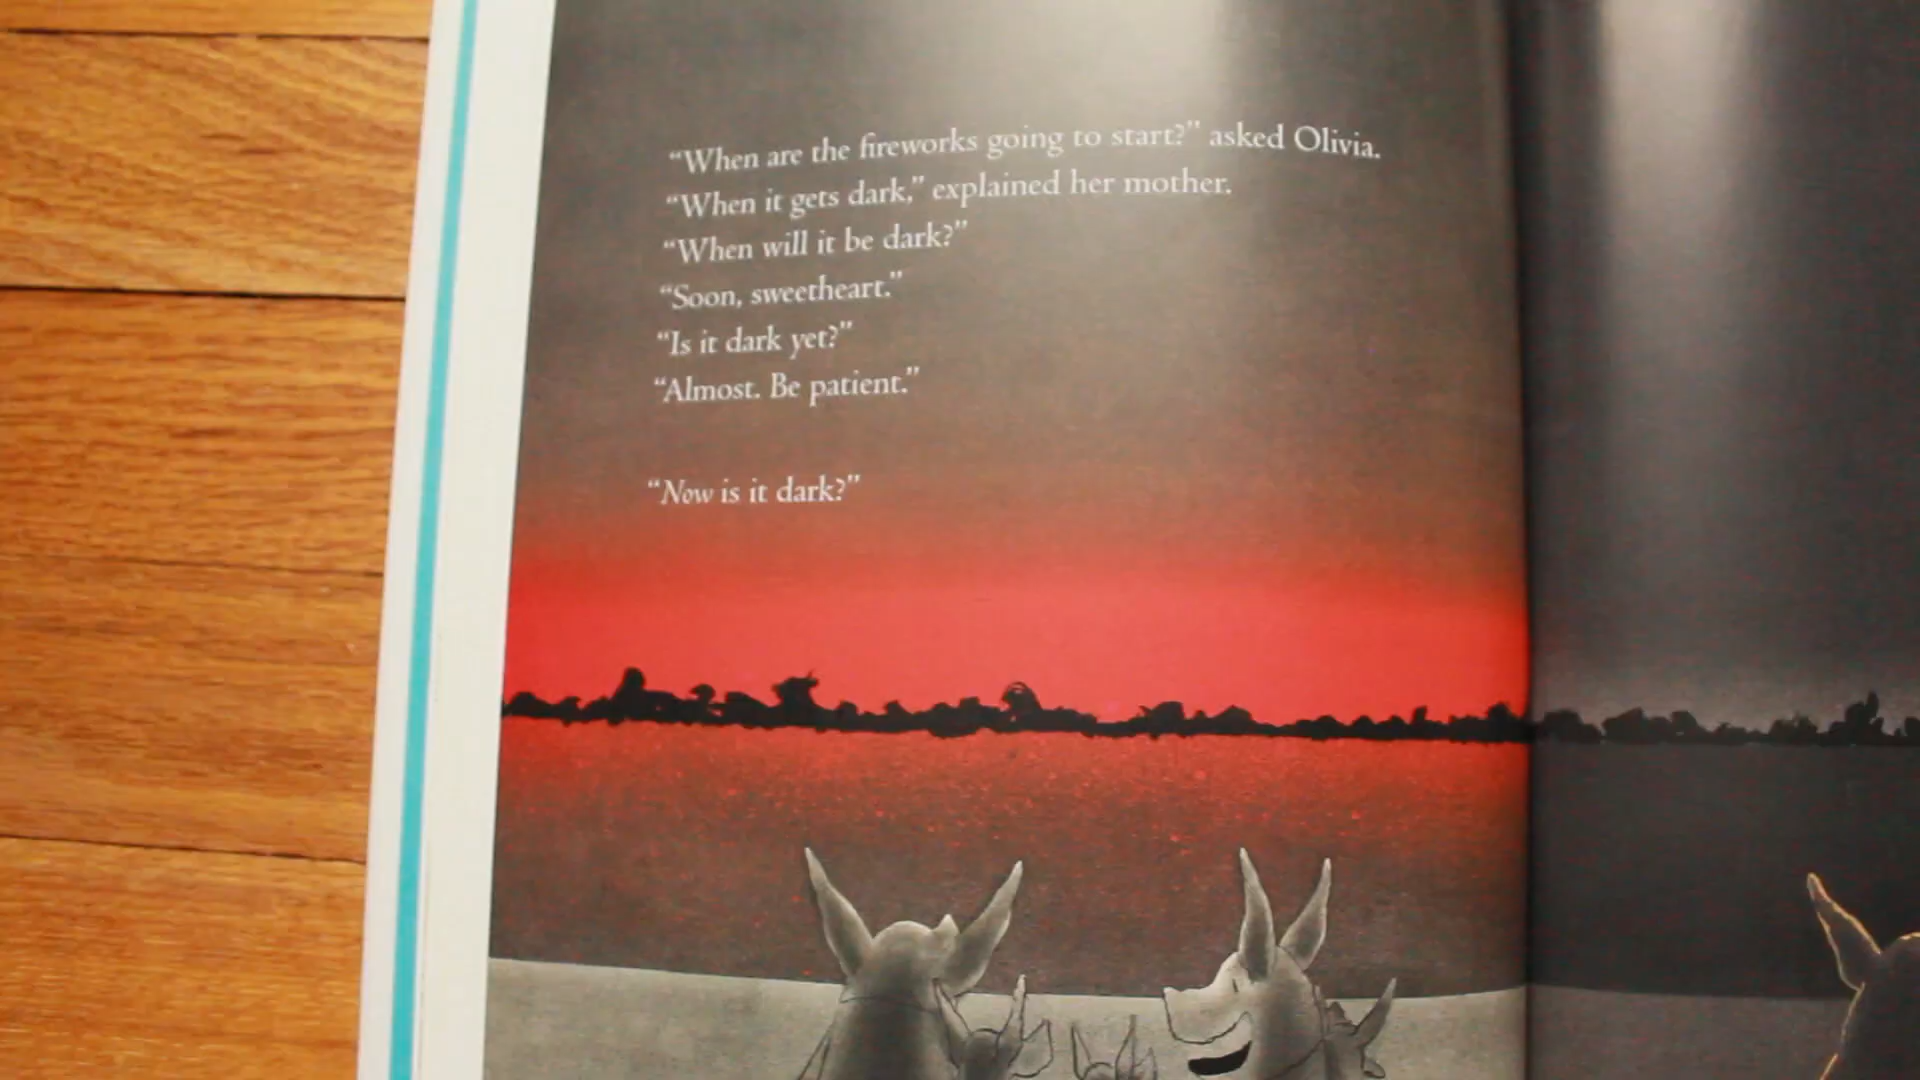 “When are the fireworks going to start?” asked Olivia.
“When it gets dark,” explained her mother.
“When will it be dark?”
“Soon, sweetheart.”
“Is it dark yet?”
“Almost. Be patient.”
“Now is it dark?”